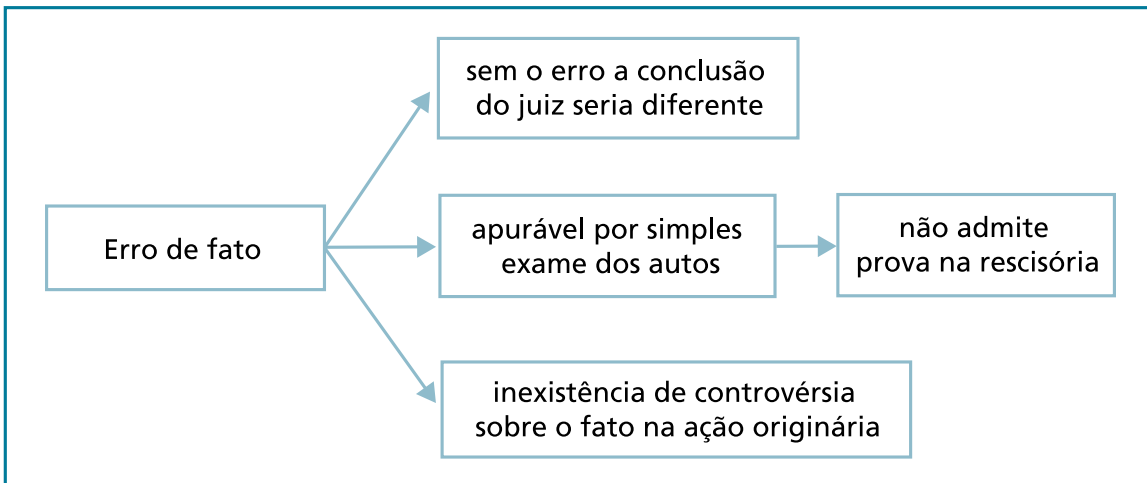 sem o erro a conclusão
do juiz seria diferente
Erro de fato
apurável por simples
exame dos autos
não admite
prova na rescisória
inexistência de controvérsia
sobre o fato na ação originária